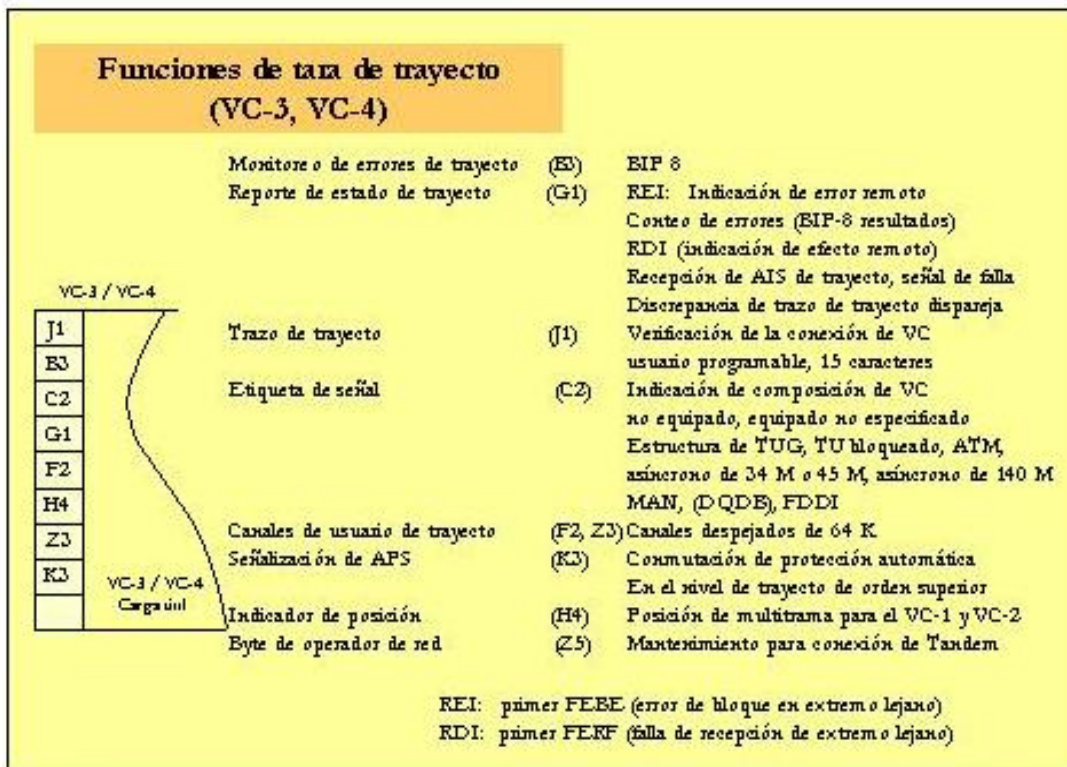 Funciones de tara de trayecto
(VC-3, VC-4)
Monitoreo de errores de trayecto (B3) BIP 8
Reporte de estado de trayecto (G1) REI: Indicación de error remoto
Conteo de errores (BIP-8 resultados)
RDI (indicación de efecto remoto)
Recepción de AIS de trayecto, señal de falla
Discrepancia de trazo de trayecto dispareja
VC-3 / VC-4
J1
B3
C2
G1
F2
H4
Z3
K3
VC-3 / VC-4
Carga útil
Trazo de trayecto (J1) Verificación de la conexión de VC
usuario programable, 15 caracteres
Etiqueta de señal (C2) Indicación de composición de VC
no equipado, equipado no especificado
Estructura de TUG, TU bloqueado, ATM,
asíncrono de 34 M o 45 M, asíncrono de 140 M
MAN, (DQDB), FDDI
Canales de usuario de trayecto (F2, Z3) Canales despejados de 64 K
Señalización de APS (K3) Conmutación de protección automática
En el nivel de trayecto de orden superior
Indicador de posición (H4) Posición de multitrama para el VC-1 y VC-2
Byte de operador de red (Z5) Mantenimiento para conexión de Tandem
REI: primer FEBE (error de bloque en extremo lejano)
RDI: primer FERF (falla de recepción de extremo lejano)